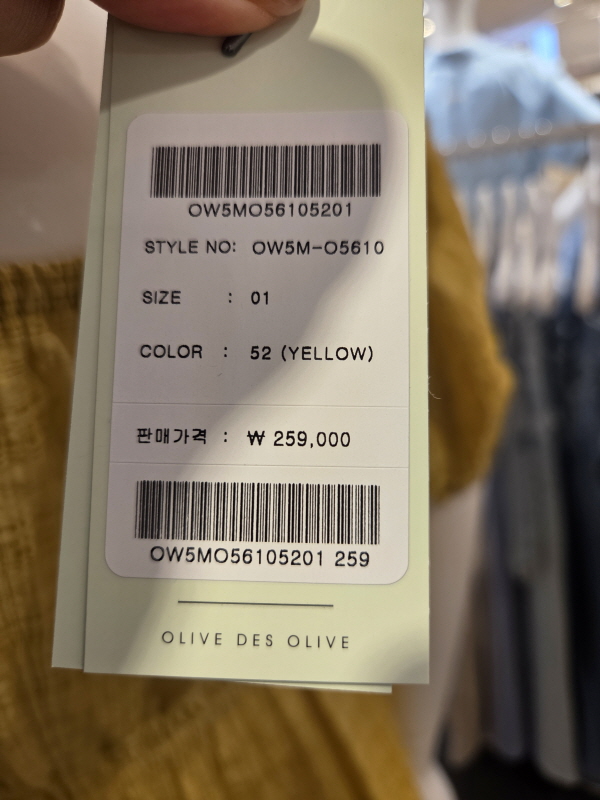 OW5MO56105201
STYLE NO: OW5M-O5610
SIZE : 01
COLOR : 52 (YELLOW)
판매가격 : ₩ 259,000
OW5MO56105201 259
OLIVE DES OLIVE